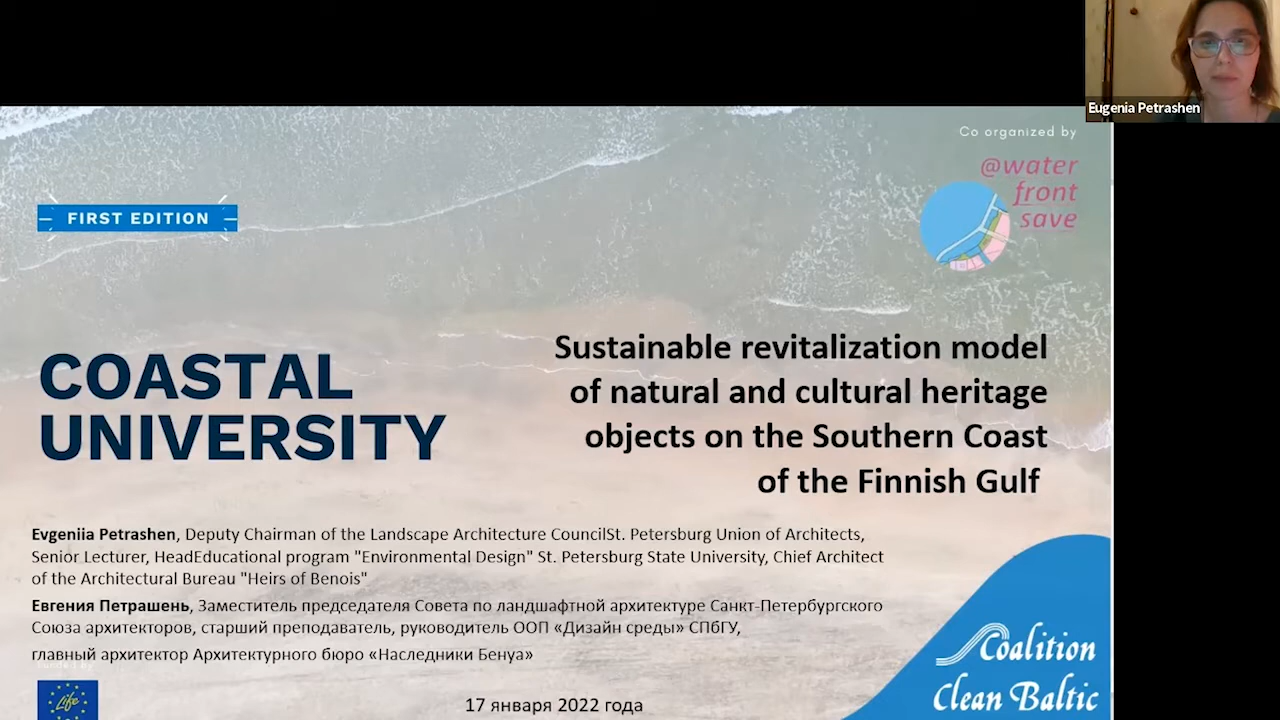 Eugenia Petrashen
Co organized by
@water
front
save
FIRST EDITION
COASTAL
UNIVERSITY
Sustainable revitalization model
of natural and cultural heritage
objects on the Southern Coast
of the Finnish Gulf
Evgeniia Petrashen, Deputy Chairman of the Landscape Architecture CouncilSt. Petersburg Union of Architects,
Senior Lecturer, HeadEducational program "Environmental Design" St. Petersburg State University, Chief Architect
of the Architectural Bureau "Heirs of Benois"
Евгения Петрашень, Заместитель председателя Совета по ландшафтной архитектуре Санкт-Петербургского
Союза архитекторов, старший преподаватель, руководитель ООП «Дизайн среды» СПбГУ,
главный архитектор Архитектурного бюро «Наследники Бенуа»
Life
17 января 2022 года
Coalition
Clean Baltic